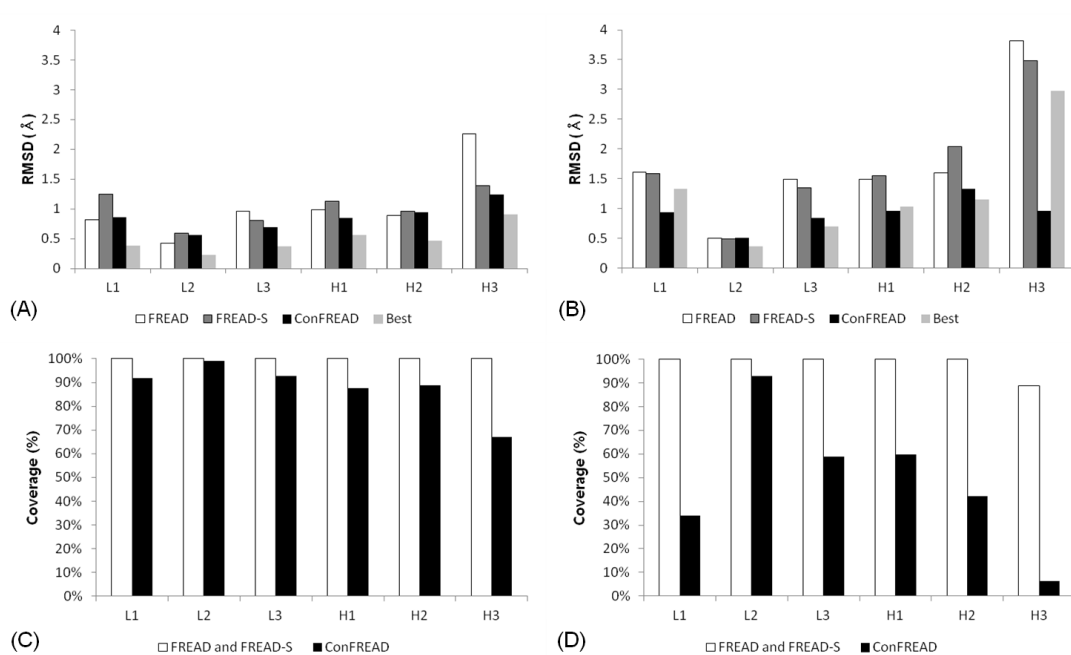 4
3.5
3
2.5
2
1.5
1
0.5
0
RMSD ( Å )
L1 L2 L3 H1 H2 H3
(A)
FREAD FREAD-S ConFREAD Best
4
3.5
3
2.5
2
1.5
1
0.5
0
RMSD ( Å )
L1 L2 L3 H1 H2 H3
(B)
FREAD FREAD-S ConFREAD Best
100%
90%
80%
70%
60%
50%
40%
30%
20%
10%
0%
Coverage (%)
L1 L2 L3 H1 H2 H3
(C)
FREAD and FREAD-S ConFREAD
100%
90%
80%
70%
60%
50%
40%
30%
20%
10%
0%
Coverage (%)
L1 L2 L3 H1 H2 H3
(D)
FREAD and FREAD-S ConFREAD